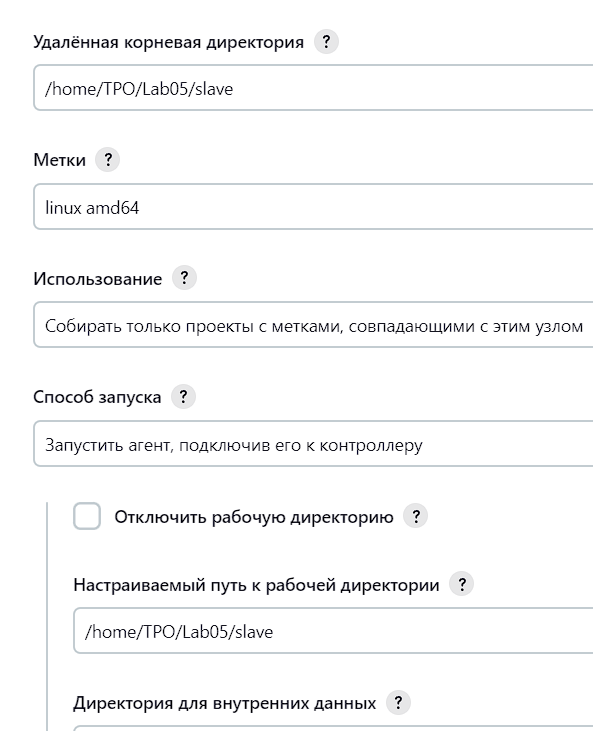 Удалённая корневая директория ?
/home/TPO/Lab05/slave
Метки ?
linux amd64
Использование ?
Собирать только проекты с метками, совпадающими с этим узлом
Способ запуска ?
Запустить агент, подключив его к контроллеру
Отключить рабочую директорию ?
Настраиваемый путь к рабочей директории ?
/home/TPO/Lab05/slave
Директория для внутренних данных ?